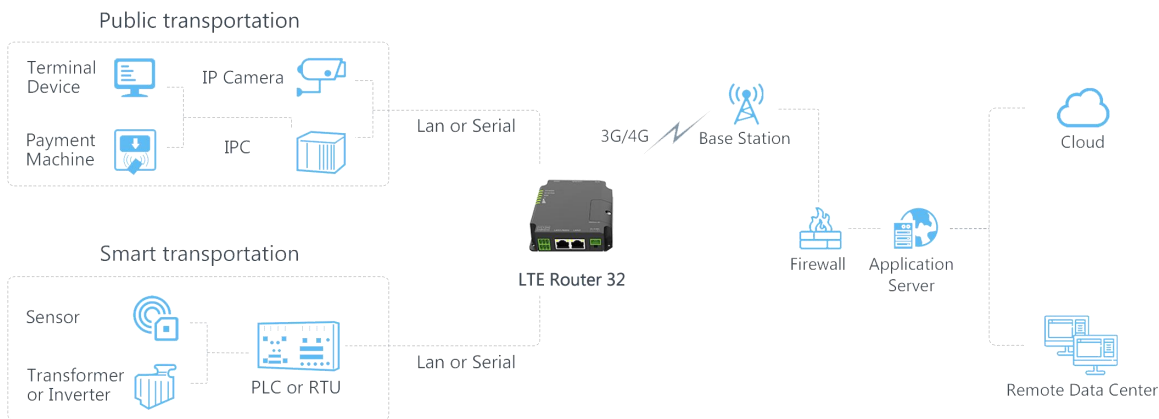 Public transportation
Terminal
Device
IP Camera
Payment
Machine
IPC
Lan or Serial
3G/4G
Base Station
Cloud
LTE Router 32
Firewall
Application
Server
Smart transportation
Sensor
Transformer
or Inverter
PLC or RTU
Lan or Serial
Remote Data Center